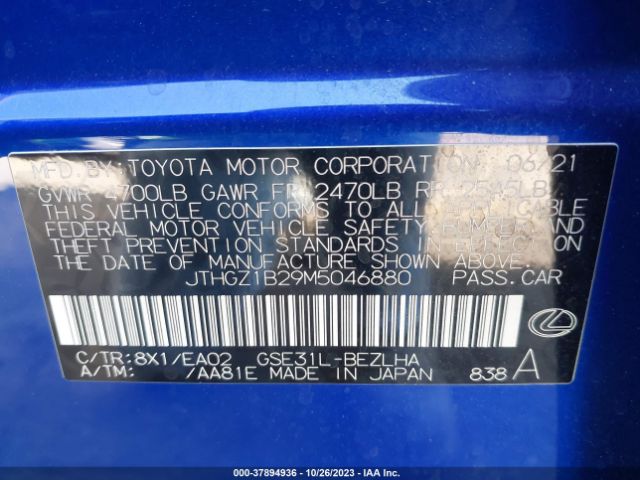 MFD.BY:TOYOTA MOTOR CORPORATION 06/21
GVWR 4700LB GAWR FR 2470LB RR 2545LB
THIS VEHICLE CONFORMS TO ALL APPLICABLE
FEDERAL MOTOR VEHICLE SAFETY, BUMPER, AND
THEFT PREVENTION STANDARDS IN EFFECT ON
THE DATE OF MANUFACTURE SHOWN ABOVE.
JTHGZ1B29M5046880 PASS.CAR
C/TR:8X1/EA02 GSE31L-BEZLHA
A/TM: /AA81E MADE IN JAPAN 838 A
000-37894936 - 10/26/2023 - IAA Inc.